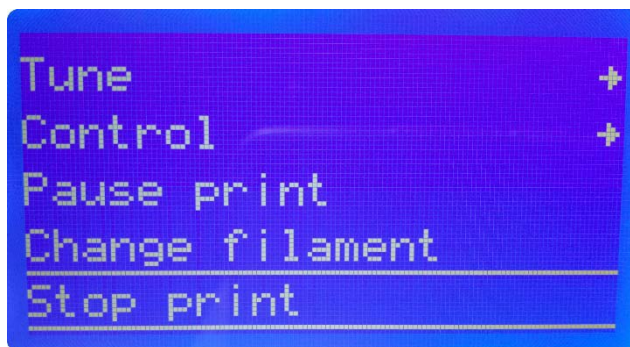 Tune →
Control →
Pause print
Change filament
Stop print